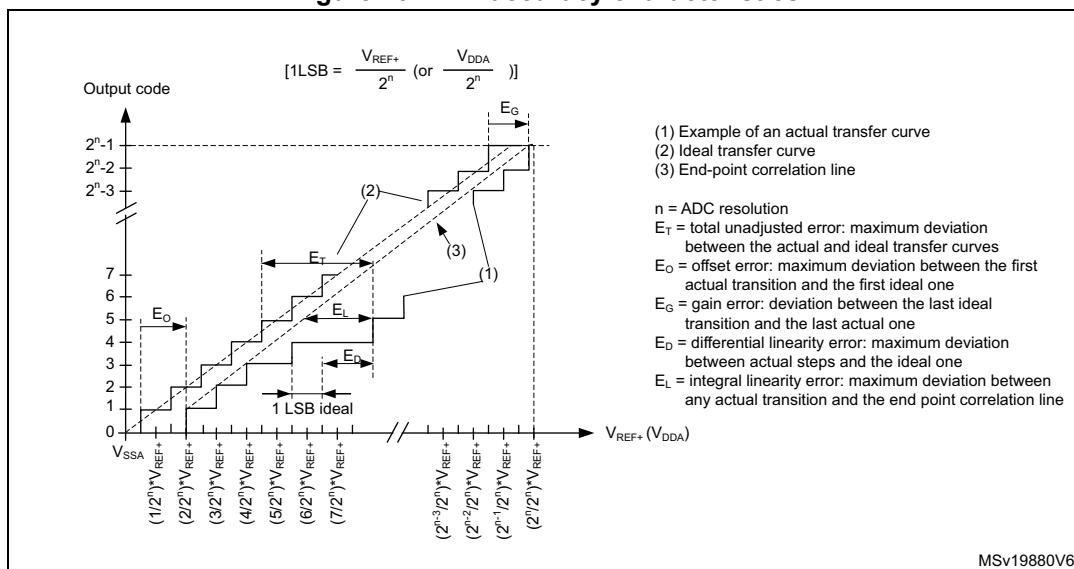 [1LSB = V_REF+ / 2^n (or V_DDA / 2^n )]
Output code
E_G
2^n-1
2^n-2
2^n-3
7
6
5
4
3
2
1
0
(2)
(3)
(1)
E_T
E_O
E_L
E_D
1 LSB ideal
V_SSA
(1/2^n)*V_REF+
(2/2^n)*V_REF+
(3/2^n)*V_REF+
(4/2^n)*V_REF+
(5/2^n)*V_REF+
(6/2^n)*V_REF+
(7/2^n)*V_REF+
(2^n-3/2^n)*V_REF+
(2^n-2/2^n)*V_REF+
(2^n-1/2^n)*V_REF+
(2^n/2^n)*V_REF+
V_REF+ (V_DDA)
(1) Example of an actual transfer curve
(2) Ideal transfer curve
(3) End-point correlation line
n = ADC resolution
E_T = total unadjusted error: maximum deviation
between the actual and ideal transfer curves
E_O = offset error: maximum deviation between the first
actual transition and the first ideal one
E_G = gain error: deviation between the last ideal
transition and the last actual one
E_D = differential linearity error: maximum deviation
between actual steps and the ideal one
E_L = integral linearity error: maximum deviation between
any actual transition and the end point correlation line
MSv19880V6